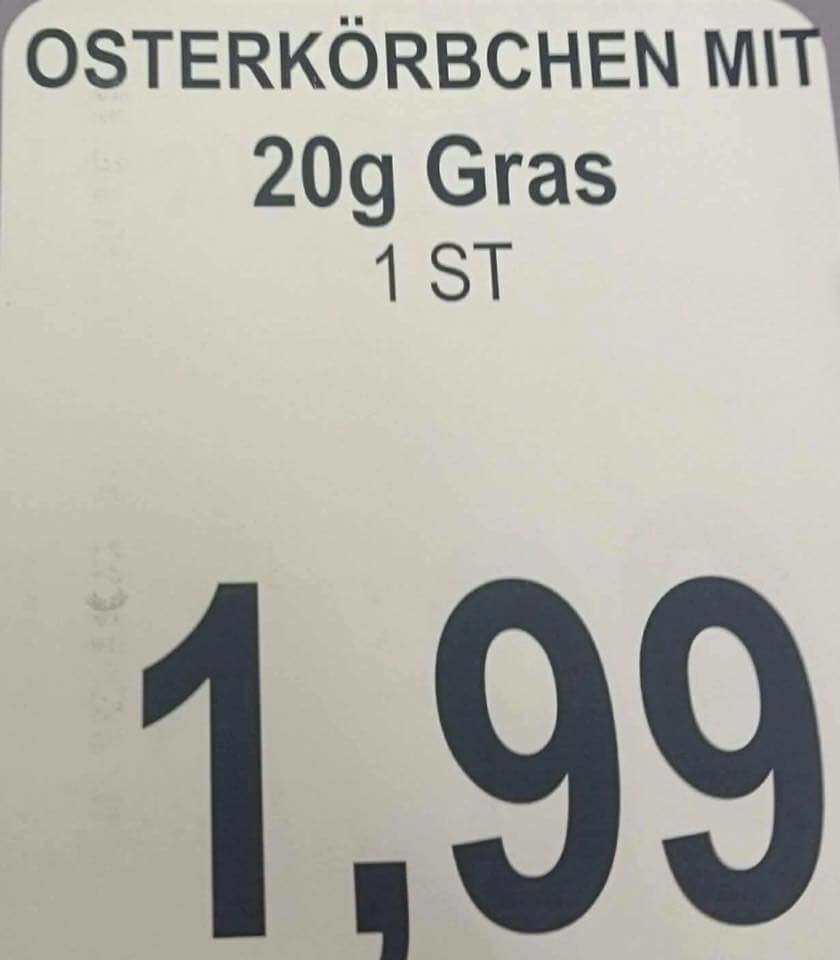 OSTERKÖRBCHEN MIT
20g Gras
1 ST
1,99